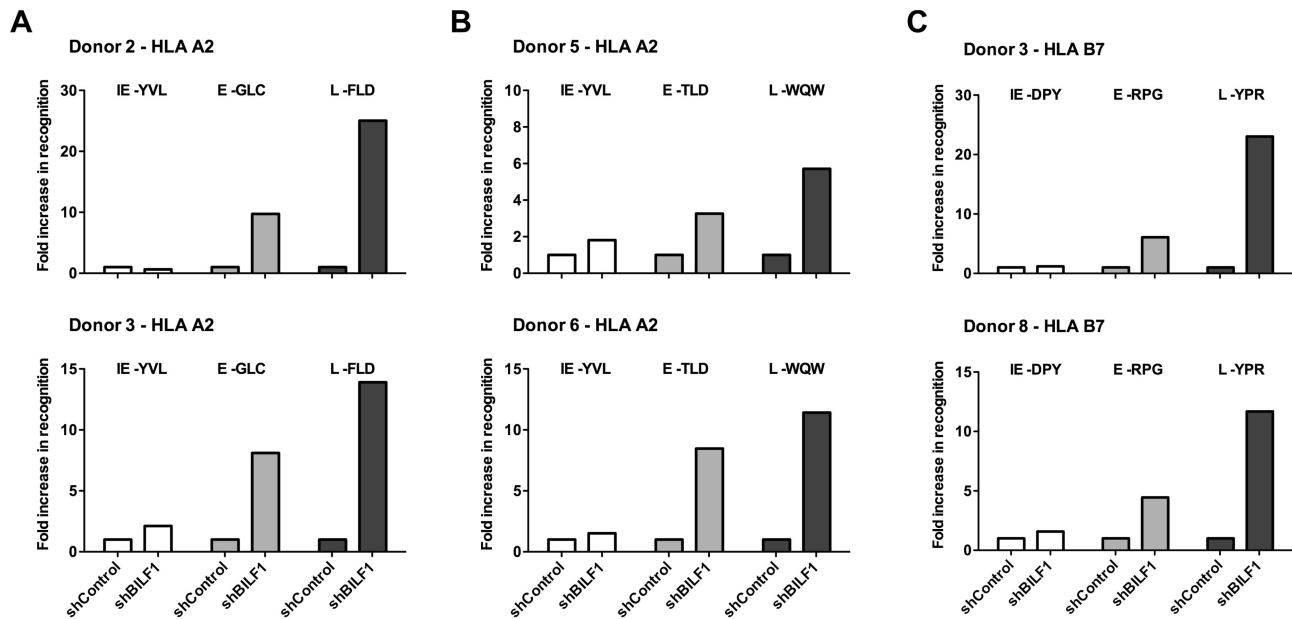 A
Donor 2 - HLA A2
Fold increase in recognition
30
20
10
0
IE -YVL
E -GLC
L -FLD
Donor 3 - HLA A2
Fold increase in recognition
15
10
5
0
IE -YVL
E -GLC
L -FLD
shControl
shBILF1
shControl
shBILF1
shControl
shBILF1
B
Donor 5 - HLA A2
Fold increase in recognition
10
8
6
4
2
0
IE -YVL
E -TLD
L -WQW
Donor 6 - HLA A2
Fold increase in recognition
15
10
5
0
IE -YVL
E -TLD
L -WQW
shControl
shBILF1
shControl
shBILF1
shControl
shBILF1
C
Donor 3 - HLA B7
Fold increase in recognition
30
20
10
0
IE -DPY
E -RPG
L -YPR
Donor 8 - HLA B7
Fold increase in recognition
15
10
5
0
IE -DPY
E -RPG
L -YPR
shControl
shBILF1
shControl
shBILF1
shControl
shBILF1